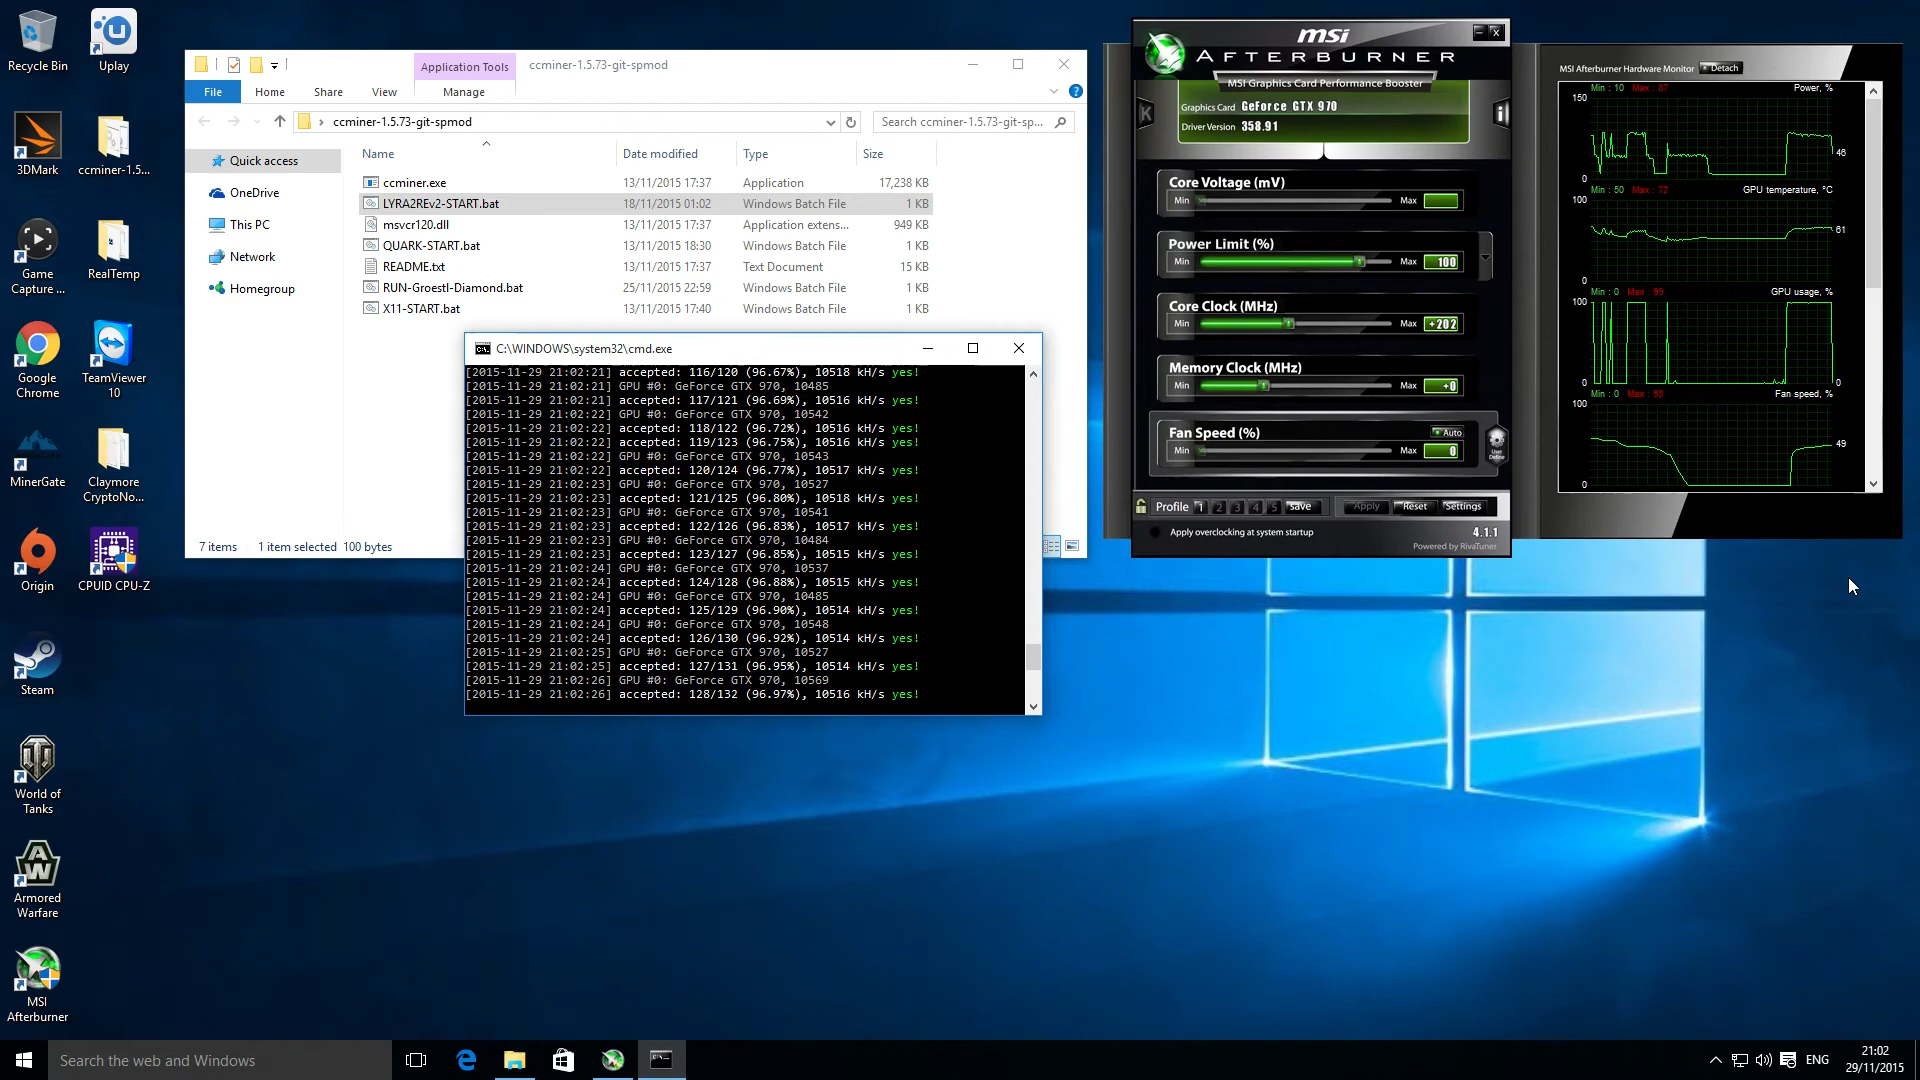 Recycle Bin
Uplay
3DMark
ccminer-1.5...
Game
Capture ...
RealTemp
Google
Chrome
TeamViewer
10
MinerGate
Claymore
CryptoNo...
Origin
CPUID CPU-Z
Steam
World of
Tanks
Armored
Warfare
MSI
Afterburner
Application Tools
ccminer-1.5.73-git-spmod
File
Home
Share
View
Manage
ccminer-1.5.73-git-spmod
Search ccminer-1.5.73-git-sp...
Quick access
OneDrive
This PC
Network
Homegroup
Name Date modified Type Size
ccminer.exe 13/11/2015 17:37 Application 17,238 KB
LYRA2REv2-START.bat 18/11/2015 01:02 Windows Batch File 1 KB
msvcr120.dll 13/11/2015 17:37 Application extens... 949 KB
QUARK-START.bat 13/11/2015 18:30 Windows Batch File 1 KB
README.txt 13/11/2015 17:37 Text Document 15 KB
RUN-Groestl-Diamond.bat 25/11/2015 22:59 Windows Batch File 1 KB
X11-START.bat 13/11/2015 17:40 Windows Batch File 1 KB
7 items 1 item selected 100 bytes
C:\WINDOWS\system32\cmd.exe
[2015-11-29 21:02:21] accepted: 116/120 (96.67%), 10518 kH/s yes!
[2015-11-29 21:02:21] GPU #0: GeForce GTX 970, 10485
[2015-11-29 21:02:21] accepted: 117/121 (96.69%), 10516 kH/s yes!
[2015-11-29 21:02:22] GPU #0: GeForce GTX 970, 10542
[2015-11-29 21:02:22] accepted: 118/122 (96.72%), 10516 kH/s yes!
[2015-11-29 21:02:22] accepted: 119/123 (96.75%), 10516 kH/s yes!
[2015-11-29 21:02:22] GPU #0: GeForce GTX 970, 10543
[2015-11-29 21:02:22] accepted: 120/124 (96.77%), 10517 kH/s yes!
[2015-11-29 21:02:23] GPU #0: GeForce GTX 970, 10527
[2015-11-29 21:02:23] accepted: 121/125 (96.80%), 10518 kH/s yes!
[2015-11-29 21:02:23] GPU #0: GeForce GTX 970, 10541
[2015-11-29 21:02:23] accepted: 122/126 (96.83%), 10517 kH/s yes!
[2015-11-29 21:02:23] GPU #0: GeForce GTX 970, 10484
[2015-11-29 21:02:23] accepted: 123/127 (96.85%), 10515 kH/s yes!
[2015-11-29 21:02:24] GPU #0: GeForce GTX 970, 10537
[2015-11-29 21:02:24] accepted: 124/128 (96.88%), 10515 kH/s yes!
[2015-11-29 21:02:24] GPU #0: GeForce GTX 970, 10485
[2015-11-29 21:02:24] accepted: 125/129 (96.90%), 10514 kH/s yes!
[2015-11-29 21:02:24] GPU #0: GeForce GTX 970, 10548
[2015-11-29 21:02:24] accepted: 126/130 (96.92%), 10514 kH/s yes!
[2015-11-29 21:02:25] GPU #0: GeForce GTX 970, 10527
[2015-11-29 21:02:25] accepted: 127/131 (96.95%), 10514 kH/s yes!
[2015-11-29 21:02:26] GPU #0: GeForce GTX 970, 10569
[2015-11-29 21:02:26] accepted: 128/132 (96.97%), 10516 kH/s yes!
msi
AFTERBURNER
MSI Graphics Card Performance Booster
K
i
Graphics Card GeForce GTX 970
Driver Version 358.91
Core Voltage (mV)
Min Max
Power Limit (%)
Min Max 100
Core Clock (MHz)
Min Max +202
Memory Clock (MHz)
Min Max +0
Fan Speed (%) Auto
Min Max 0
User
Define
Profile 1 2 3 4 5 save Apply Reset Settings
Apply overclocking at system startup 4.1.1
Powered by RivaTuner
MSI Afterburner Hardware Monitor Detach
Min : 10 Max : 87 Power, %
150
46
0
Min : 50 Max : 72 GPU temperature, °C
100
61
0
Min : 0 Max : 99 GPU usage, %
100
0 0
Min : 0 Max : 58 Fan speed, %
100
49
0
Search the web and Windows
ENG
21:02
29/11/2015